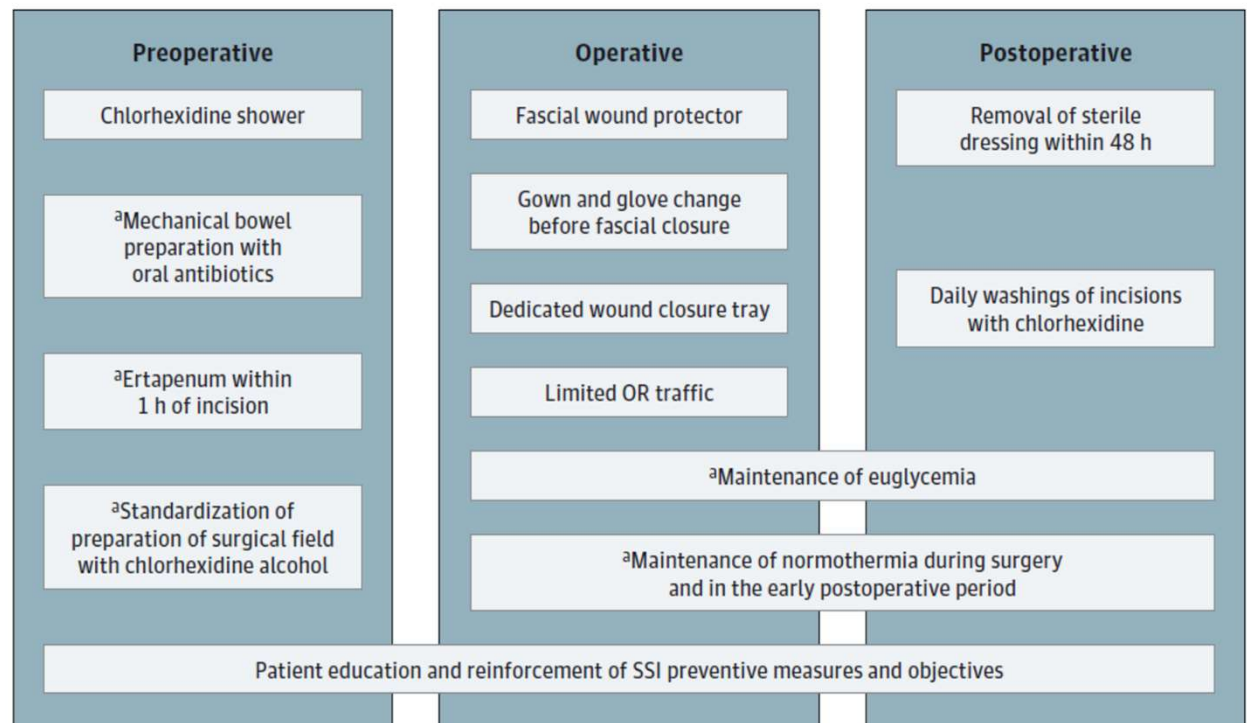 Preoperative
Chlorhexidine shower
aMechanical bowel
preparation with
oral antibiotics
aErtapenum within
1 h of incision
aStandardization of
preparation of surgical field
with chlorhexidine alcohol
Operative
Fascial wound protector
Gown and glove change
before fascial closure
Dedicated wound closure tray
Limited OR traffic
Postoperative
Removal of sterile
dressing within 48 h
Daily washings of incisions
with chlorhexidine
aMaintenance of euglycemia
aMaintenance of normothermia during surgery
and in the early postoperative period
Patient education and reinforcement of SSI preventive measures and objectives